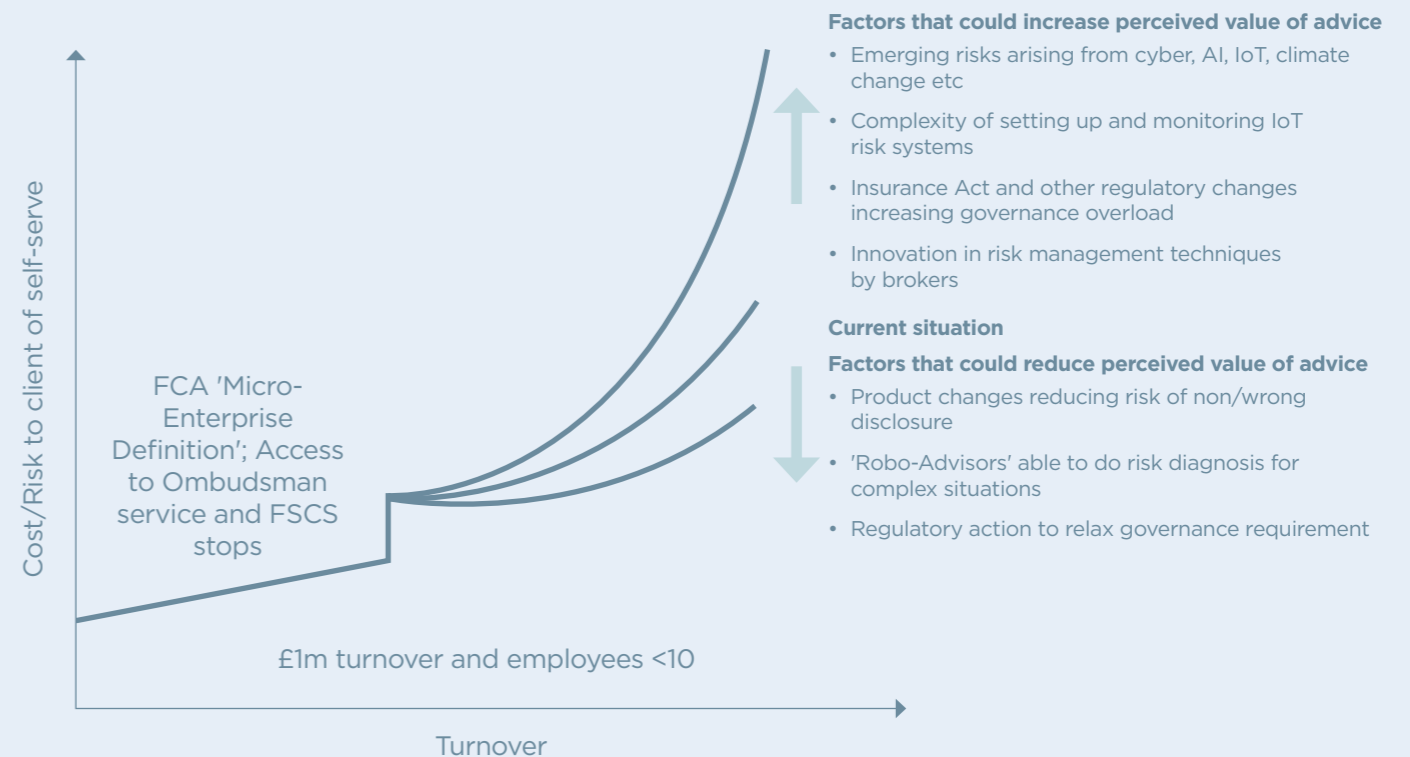 Cost/Risk to client of self-serve
FCA 'Micro-
Enterprise
Definition'; Access
to Ombudsman
service and FSCS
stops
£1m turnover and employees <10
Turnover
Factors that could increase perceived value of advice
• Emerging risks arising from cyber, AI, IoT, climate
change etc
• Complexity of setting up and monitoring IoT
risk systems
• Insurance Act and other regulatory changes
increasing governance overload
• Innovation in risk management techniques
by brokers
Current situation
Factors that could reduce perceived value of advice
• Product changes reducing risk of non/wrong
disclosure
• 'Robo-Advisors' able to do risk diagnosis for
complex situations
• Regulatory action to relax governance requirement